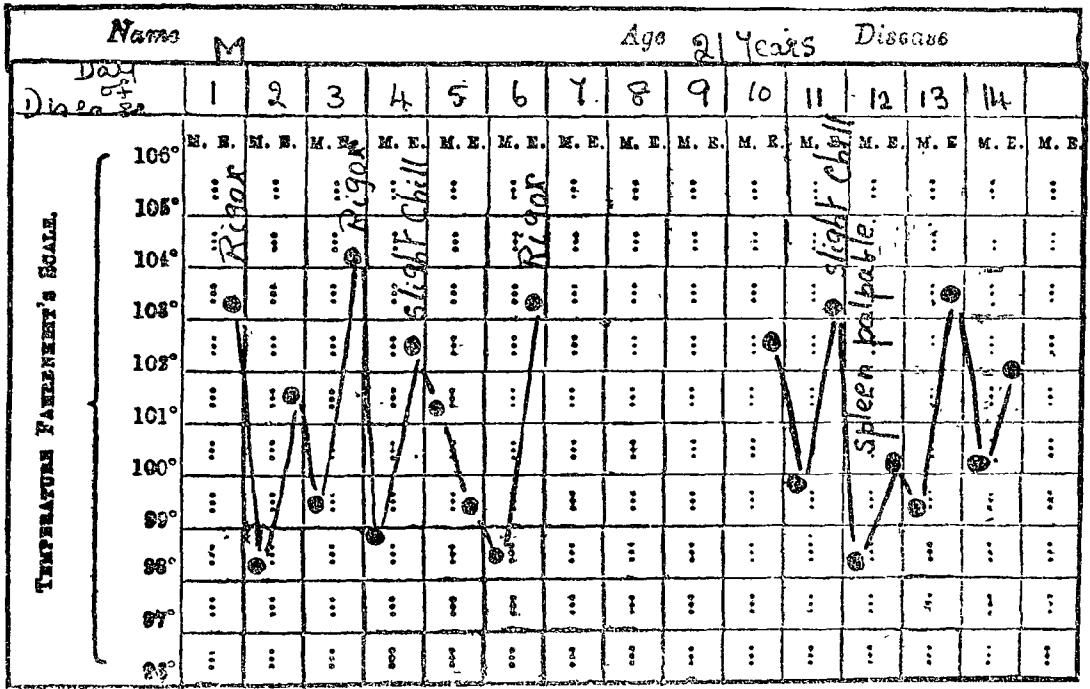 Name M Age 21 Years Disease
Day of Disease 1 2 3 4 5 6 7. 8 9 10 11 12 13 14
M. E. M. E. M. E. M. E. M. E. M. E. M. E. M. E. M. E. M. E. M. E. M. E. M. E M. E. M. E.
TEMPERATURE FAHRENHEIT'S SCALE.
106°
105°
104°
103°
102°
101°
100°
99°
98°
97°
96°
Rigor
Rigor
Slight Chill
Rigor
Slight Chill
Spleen palpable.